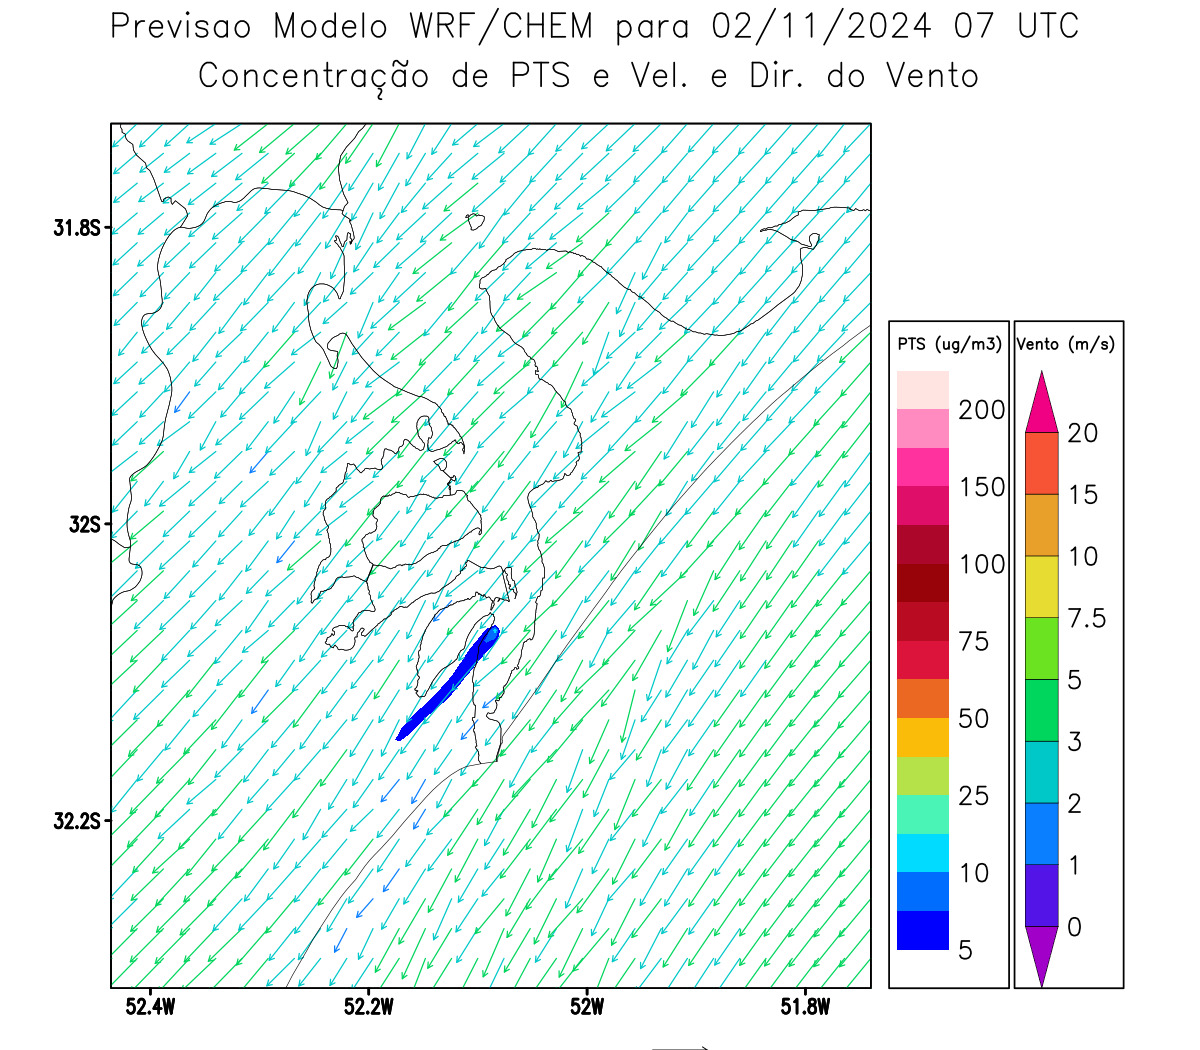 Previsao Modelo WRF/CHEM para 02/11/2024 07 UTC
Concentração de PTS e Vel. e Dir. do Vento
31.8S
32S
32.2S
52.4W 52.2W 52W 51.8W
PTS (ug/m3)
200
150
100
75
50
25
10
5
Vento (m/s)
20
15
10
7.5
5
3
2
1
0